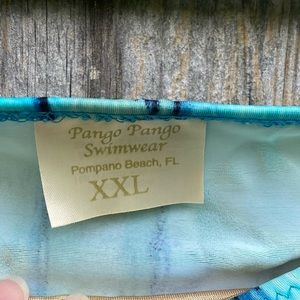 Pango Pango
Swimwear
Pompano Beach, FL
XXL